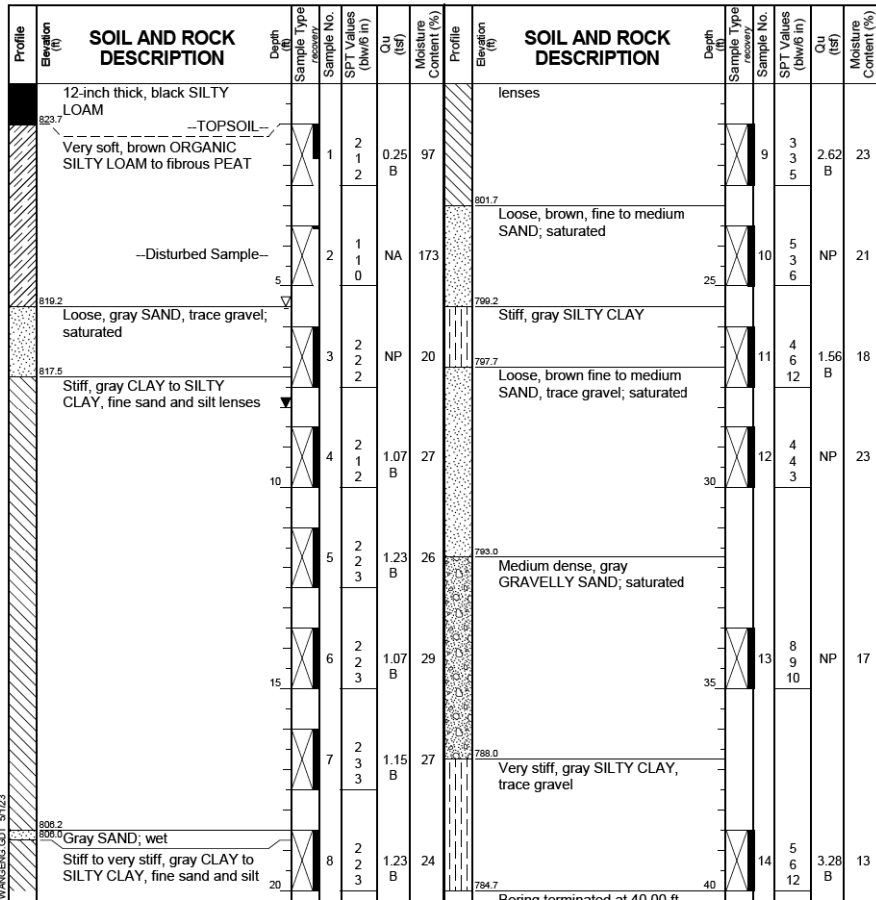 Profile
Elevation (ft)
SOIL AND ROCK
DESCRIPTION
Depth (ft)
Sample Type
recovery
Sample No.
SPT Values (blw/6 in)
Qu (tsf)
Moisture Content (%)
12-inch thick, black SILTY
LOAM
823.7
--TOPSOIL--
Very soft, brown ORGANIC
SILTY LOAM to fibrous PEAT
1
2
1
2
0.25
B
97
--Disturbed Sample--
2
1
1
0
NA
173
5
819.2
Loose, gray SAND, trace gravel;
saturated
3
2
2
2
NP
20
817.5
Stiff, gray CLAY to SILTY
CLAY, fine sand and silt lenses
4
2
1
2
1.07
B
27
10
5
2
2
3
1.23
B
26
6
2
2
3
1.07
B
29
15
7
2
3
3
1.15
B
27
806.2
806.0
Gray SAND; wet
Stiff to very stiff, gray CLAY to
SILTY CLAY, fine sand and silt
8
2
2
3
1.23
B
24
20
Profile
Elevation (ft)
SOIL AND ROCK
DESCRIPTION
Depth (ft)
Sample Type
recovery
Sample No.
SPT Values (blw/6 in)
Qu (tsf)
Moisture Content (%)
lenses
9
3
3
5
2.62
B
23
801.7
Loose, brown, fine to medium
SAND; saturated
10
5
3
6
NP
21
25
799.2
Stiff, gray SILTY CLAY
11
4
6
12
1.56
B
18
797.7
Loose, brown fine to medium
SAND, trace gravel; saturated
12
4
4
3
NP
23
30
793.0
Medium dense, gray
GRAVELLY SAND; saturated
13
8
9
10
NP
17
35
788.0
Very stiff, gray SILTY CLAY,
trace gravel
14
5
6
12
3.28
B
13
40
784.7
Boring terminated at 40.00 ft
WANGENG.GDT 5/1/23